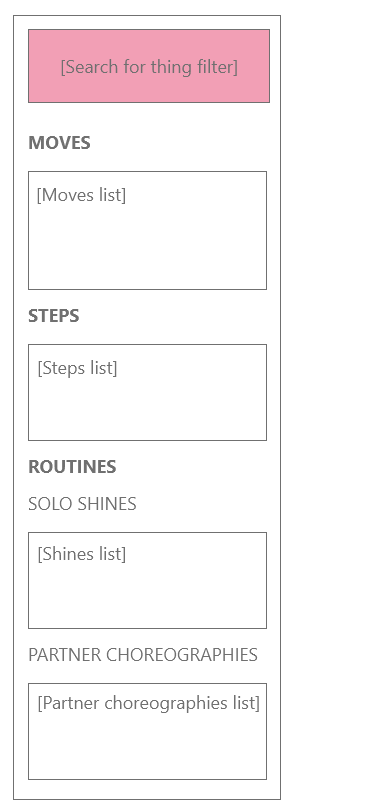 [Search for thing filter]
MOVES
[Moves list]
STEPS
[Steps list]
ROUTINES
SOLO SHINES
[Shines list]
PARTNER CHOREOGRAPHIES
[Partner choreographies list]